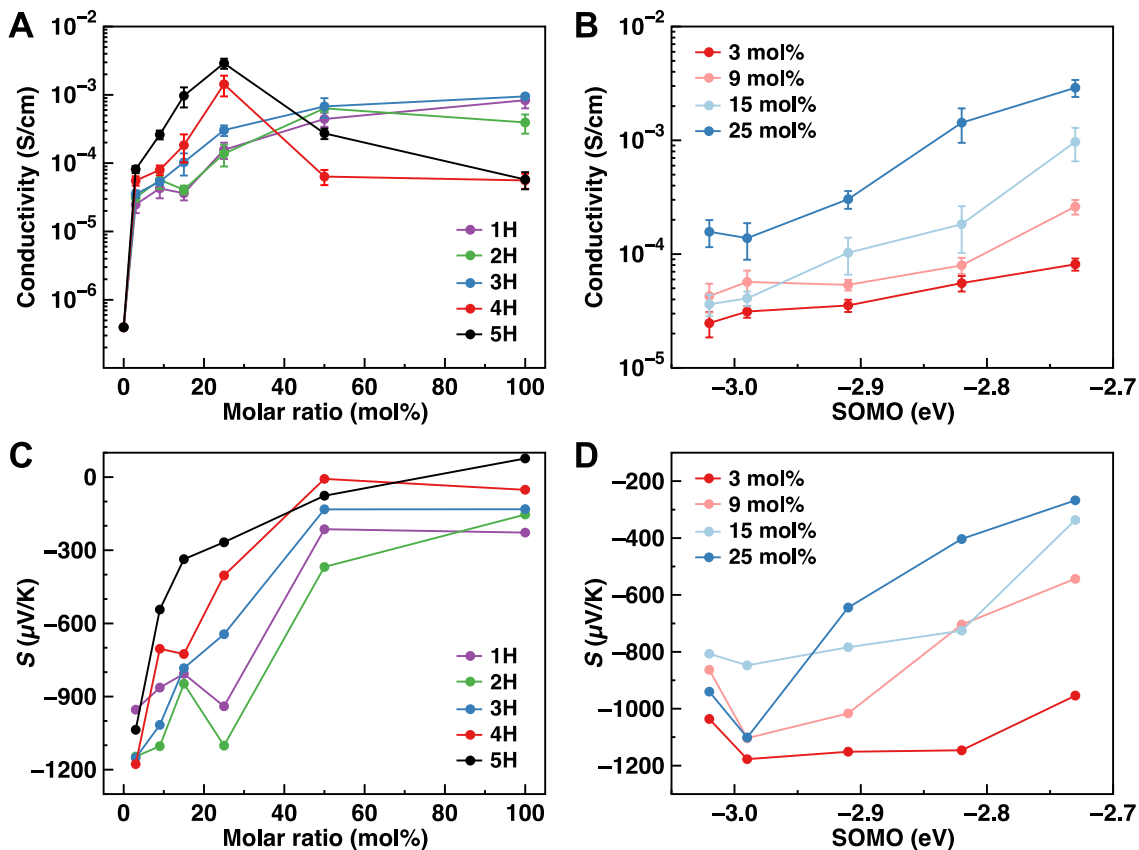 A
Conductivity (S/cm)
10⁻²
10⁻³
10⁻⁴
10⁻⁵
10⁻⁶
1H
2H
3H
4H
5H
0 20 40 60 80 100
Molar ratio (mol%)
B
Conductivity (S/cm)
10⁻²
10⁻³
10⁻⁴
10⁻⁵
3 mol%
9 mol%
15 mol%
25 mol%
−3.0 −2.9 −2.8 −2.7
SOMO (eV)
C
S (µV/K)
0
−300
−600
−900
−1200
1H
2H
3H
4H
5H
0 20 40 60 80 100
Molar ratio (mol%)
D
S (µV/K)
−200
−400
−600
−800
−1000
−1200
3 mol%
9 mol%
15 mol%
25 mol%
−3.0 −2.9 −2.8 −2.7
SOMO (eV)